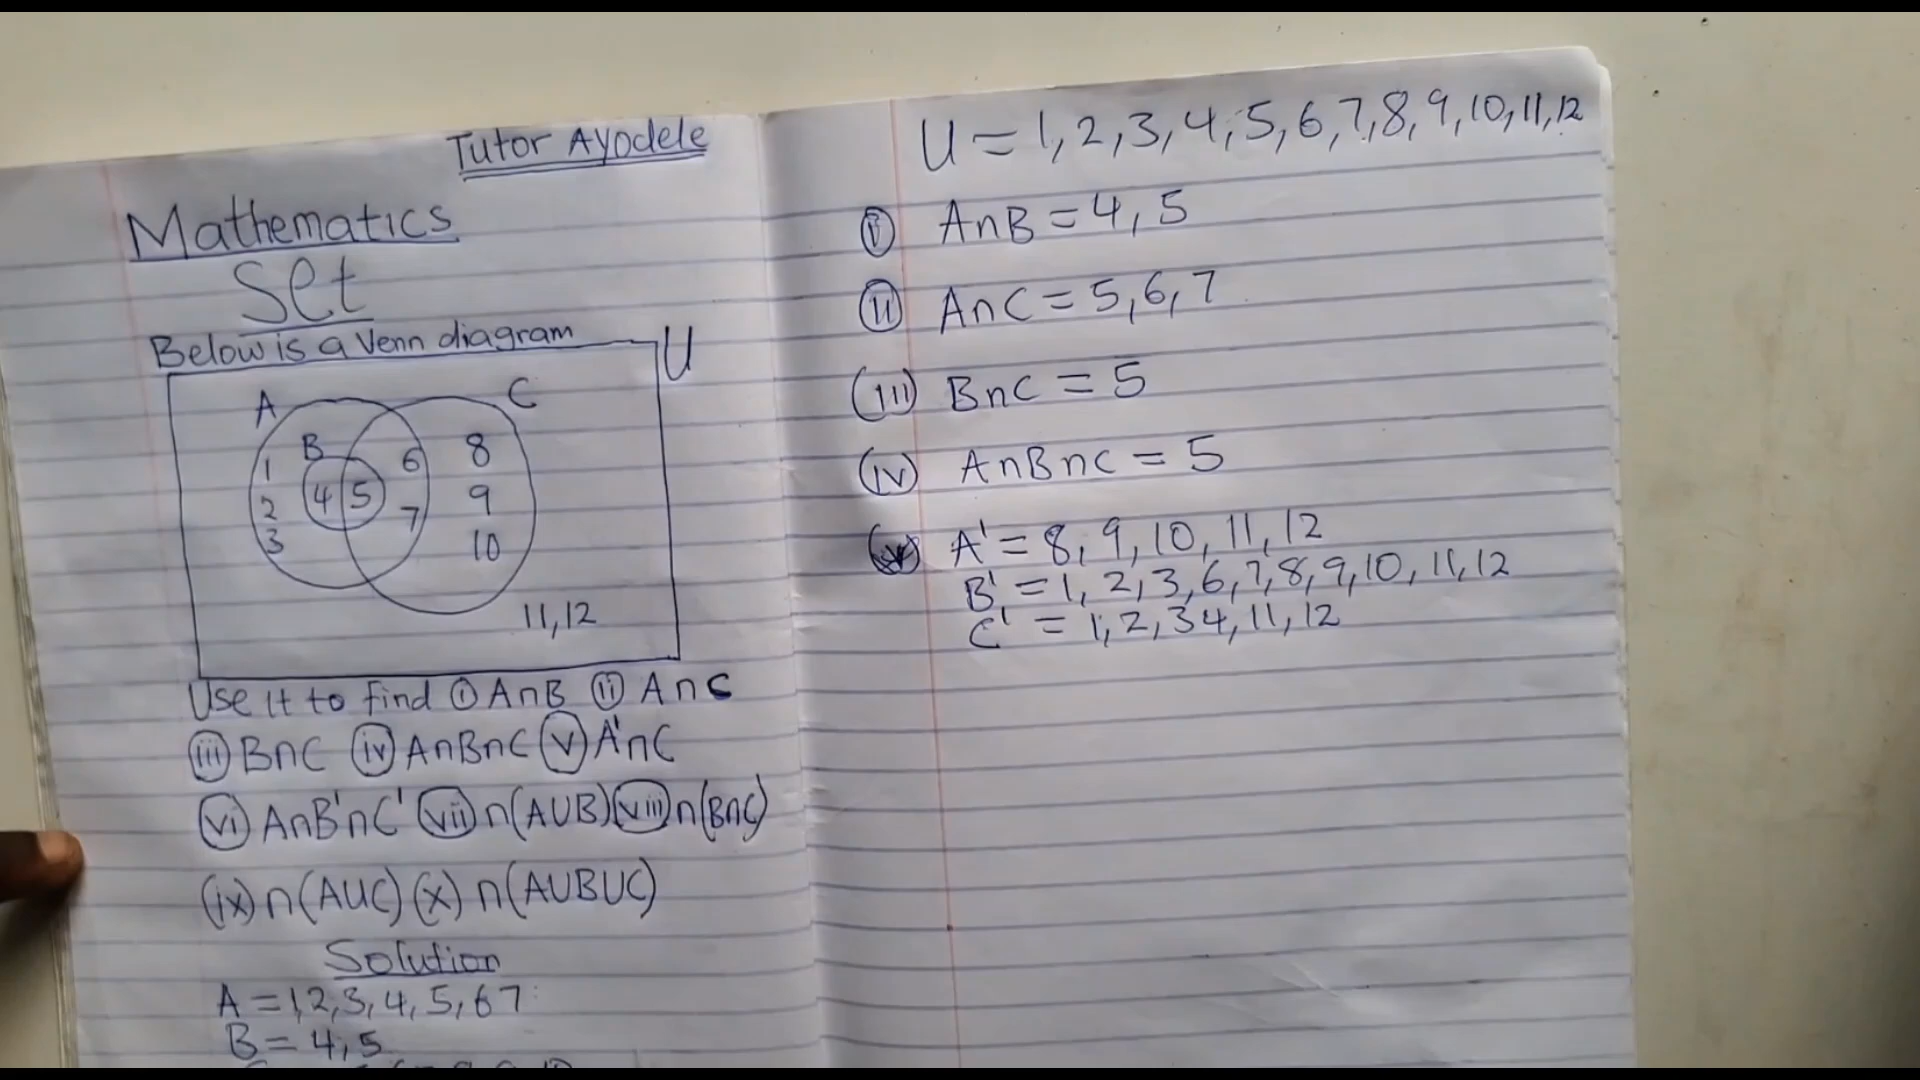 Tutor Ayodele
Mathematics
Set
Below is a Venn diagram
U
A
C
B
1
6
8
2
4
5
7
9
3
10
11,12
Use it to find (i) A∩B (ii) A∩C
(iii) B∩C (iv) A∩B∩C (v) A'∩C
(vi) A∩B'∩C' (vii) n(AUB) (viii) n(B∩C)
(ix) n(AUC) (x) n(AUBUC)
Solution
A = 1,2,3,4,5,6 7
B = 4,5
U = 1,2,3,4,5,6,7,8,9,10,11,12
(i) A∩B = 4,5
(ii) A∩C = 5,6,7
(iii) B∩C = 5
(iv) A∩B∩C = 5
(v) A' = 8,9,10,11,12
B' = 1,2,3,6,7,8,9,10,11,12
C' = 1,2,3 4,11,12